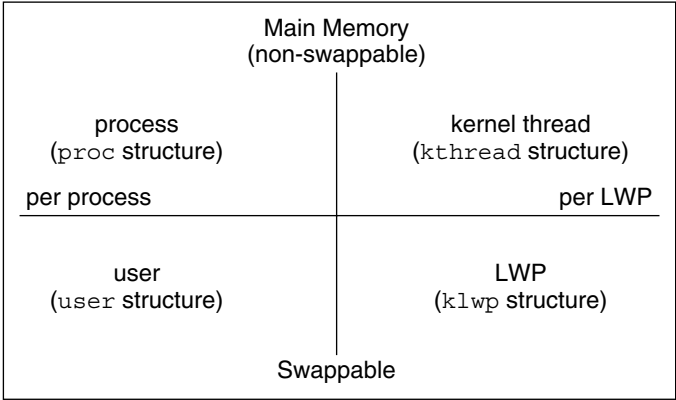 Main Memory
(non-swappable)
process
(proc structure)
kernel thread
(kthread structure)
per process
per LWP
user
(user structure)
LWP
(klwp structure)
Swappable